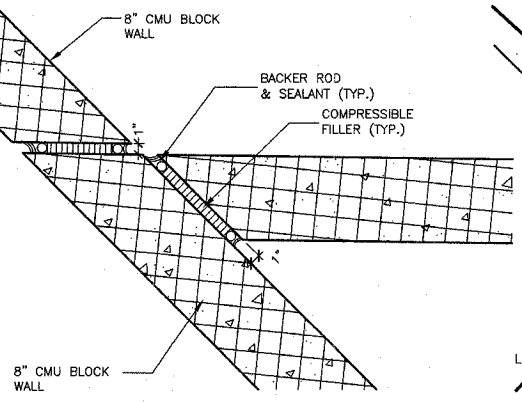 8" CMU BLOCK
WALL
BACKER ROD
& SEALANT (TYP.)
COMPRESSIBLE
FILLER (TYP.)
1"
1"
8" CMU BLOCK
WALL
L